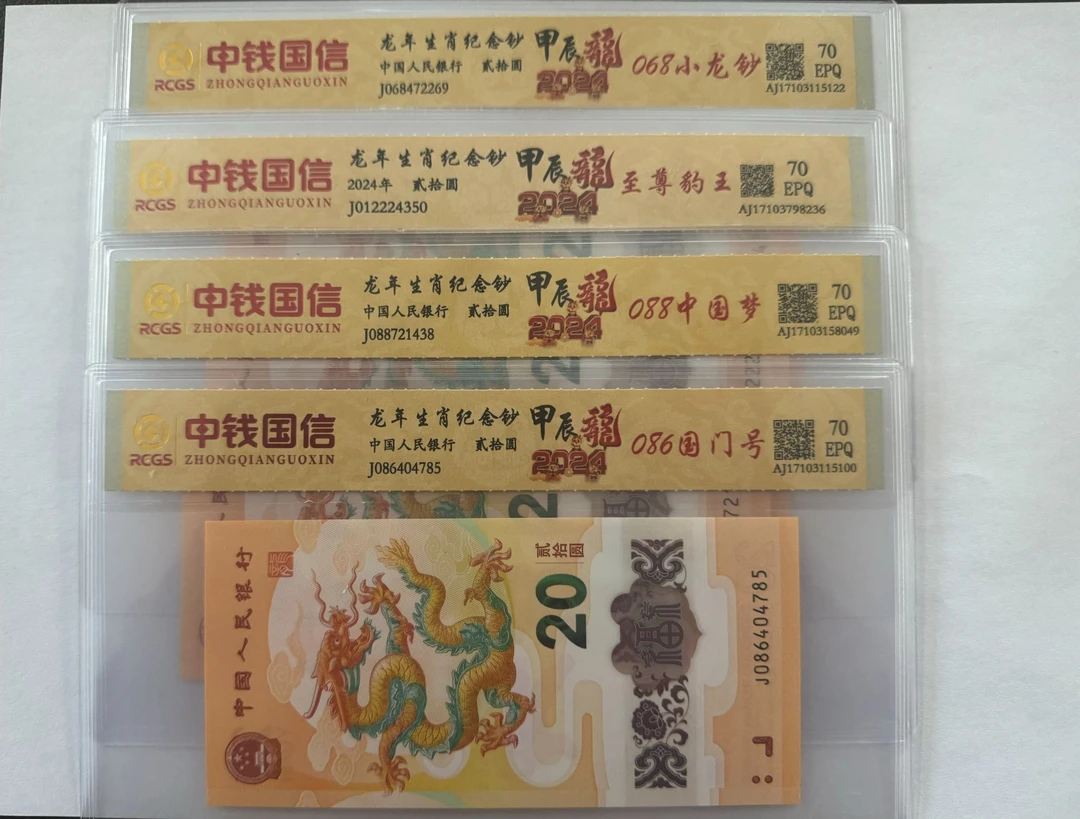 中钱国信
RCGS ZHONGQIANGUOXIN
龙年生肖纪念钞
中国人民银行 贰拾圆
J068472269
甲辰龍
2024
068小龙钞
70
EPQ
AJ17103115122
中钱国信
RCGS ZHONGQIANGUOXIN
龙年生肖纪念钞
2024年 贰拾圆
J012224350
甲辰龍
2024
至尊豹王
70
EPQ
AJ17103798236
中钱国信
RCGS ZHONGQIANGUOXIN
龙年生肖纪念钞
中国人民银行 贰拾圆
J088721438
甲辰龍
2024
088中国梦
70
EPQ
AJ17103158049
中钱国信
RCGS ZHONGQIANGUOXIN
龙年生肖纪念钞
中国人民银行 贰拾圆
J086404785
甲辰龍
2024
086国门号
70
EPQ
AJ17103115100
中国人民银行
贰拾圆
20
J086404785